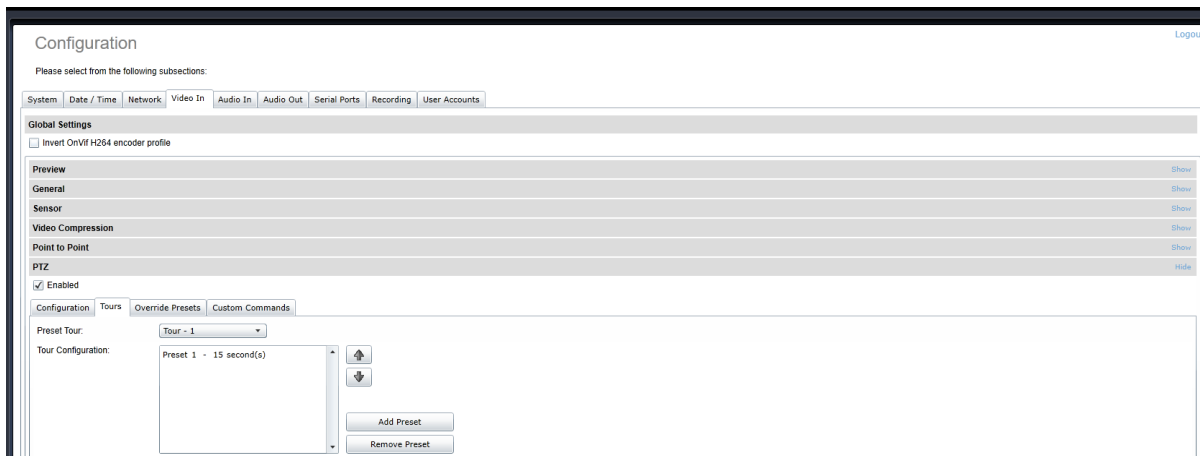 Logou
Configuration
Please select from the following subsections:
System Date / Time Network Video In Audio In Audio Out Serial Ports Recording User Accounts
Global Settings
Invert OnVif H264 encoder profile
Preview Show
General Show
Sensor Show
Video Compression Show
Point to Point Show
PTZ Hide
Enabled
Configuration Tours Override Presets Custom Commands
Preset Tour: Tour - 1
Tour Configuration: Preset 1 - 15 second(s)
Add Preset
Remove Preset